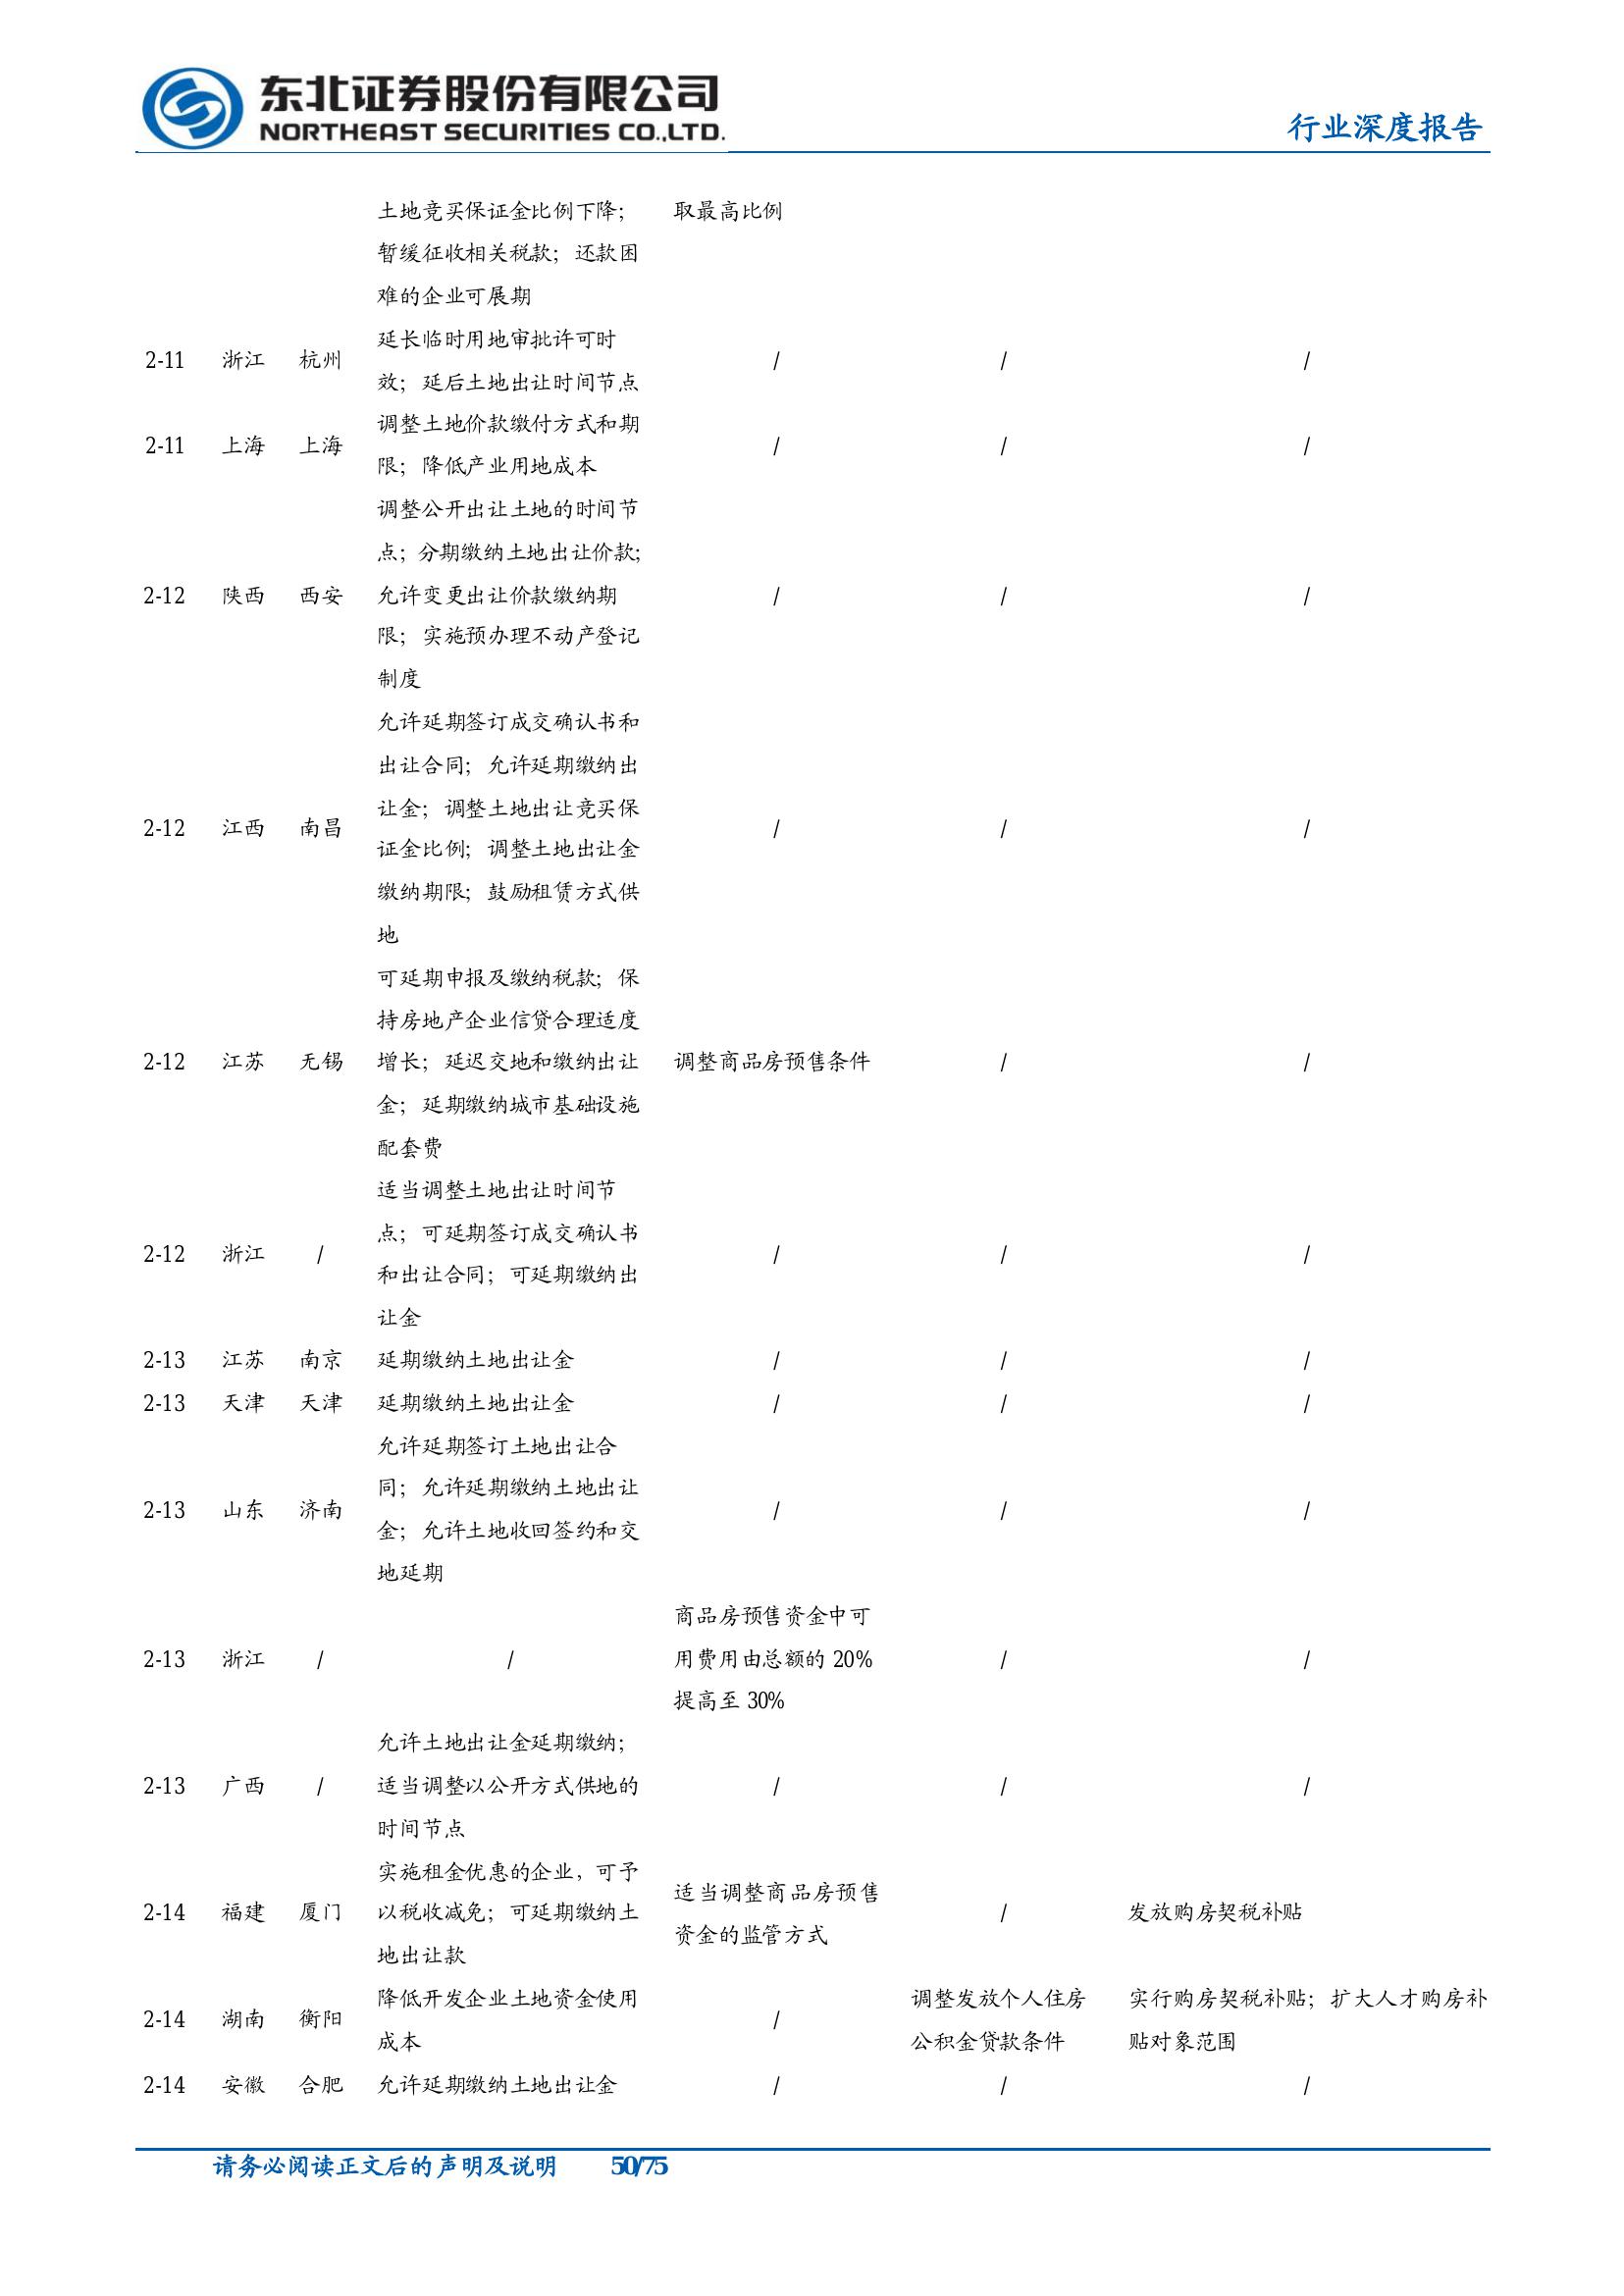 东北证券股份有限公司
NORTHEAST SECURITIES CO.,LTD.
行业深度报告
土地竞买保证金比例下降; 取最高比例
暂缓征收相关税款；还款困
难的企业可展期
延长临时用地审批许可时
2-11 浙江 杭州 / / /
效；延后土地出让时间节点
调整土地价款缴付方式和期
2-11 上海 上海 / / /
限；降低产业用地成本
调整公开出让土地的时间节
点；分期缴纳土地出让价款;
2-12 陕西 西安 允许变更出让价款缴纳期 / / /
限；实施预办理不动产登记
制度
允许延期签订成交确认书和
出让合同；允许延期缴纳出
让金；调整土地出让竞买保
2-12 江西 南昌 / / /
证金比例；调整土地出让金
缴纳期限；鼓励租赁方式供
地
可延期申报及缴纳税款；保
持房地产企业信贷合理适度
2-12 江苏 无锡 增长；延迟交地和缴纳出让 调整商品房预售条件 / /
金；延期缴纳城市基础设施
配套费
适当调整土地出让时间节
点；可延期签订成交确认书
2-12 浙江 / / / /
和出让合同；可延期缴纳出
让金
2-13 江苏 南京 延期缴纳土地出让金 / / /
2-13 天津 天津 延期缴纳土地出让金 / / /
允许延期签订土地出让合
同；允许延期缴纳土地出让
2-13 山东 济南 / / /
金；允许土地收回签约和交
地延期
商品房预售资金中可
2-13 浙江 / / 用费用由总额的 20% / /
提高至 30%
允许土地出让金延期缴纳；
2-13 广西 / 适当调整以公开方式供地的 / / /
时间节点
实施租金优惠的企业，可予
适当调整商品房预售
2-14 福建 厦门 以税收减免；可延期缴纳土 / 发放购房契税补贴
资金的监管方式
地出让款
降低开发企业土地资金使用 调整发放个人住房 实行购房契税补贴；扩大人才购房补
2-14 湖南 衡阳 /
成本 公积金贷款条件 贴对象范围
2-14 安徽 合肥 允许延期缴纳土地出让金 / / /
请务必阅读正文后的声明及说明 50/75